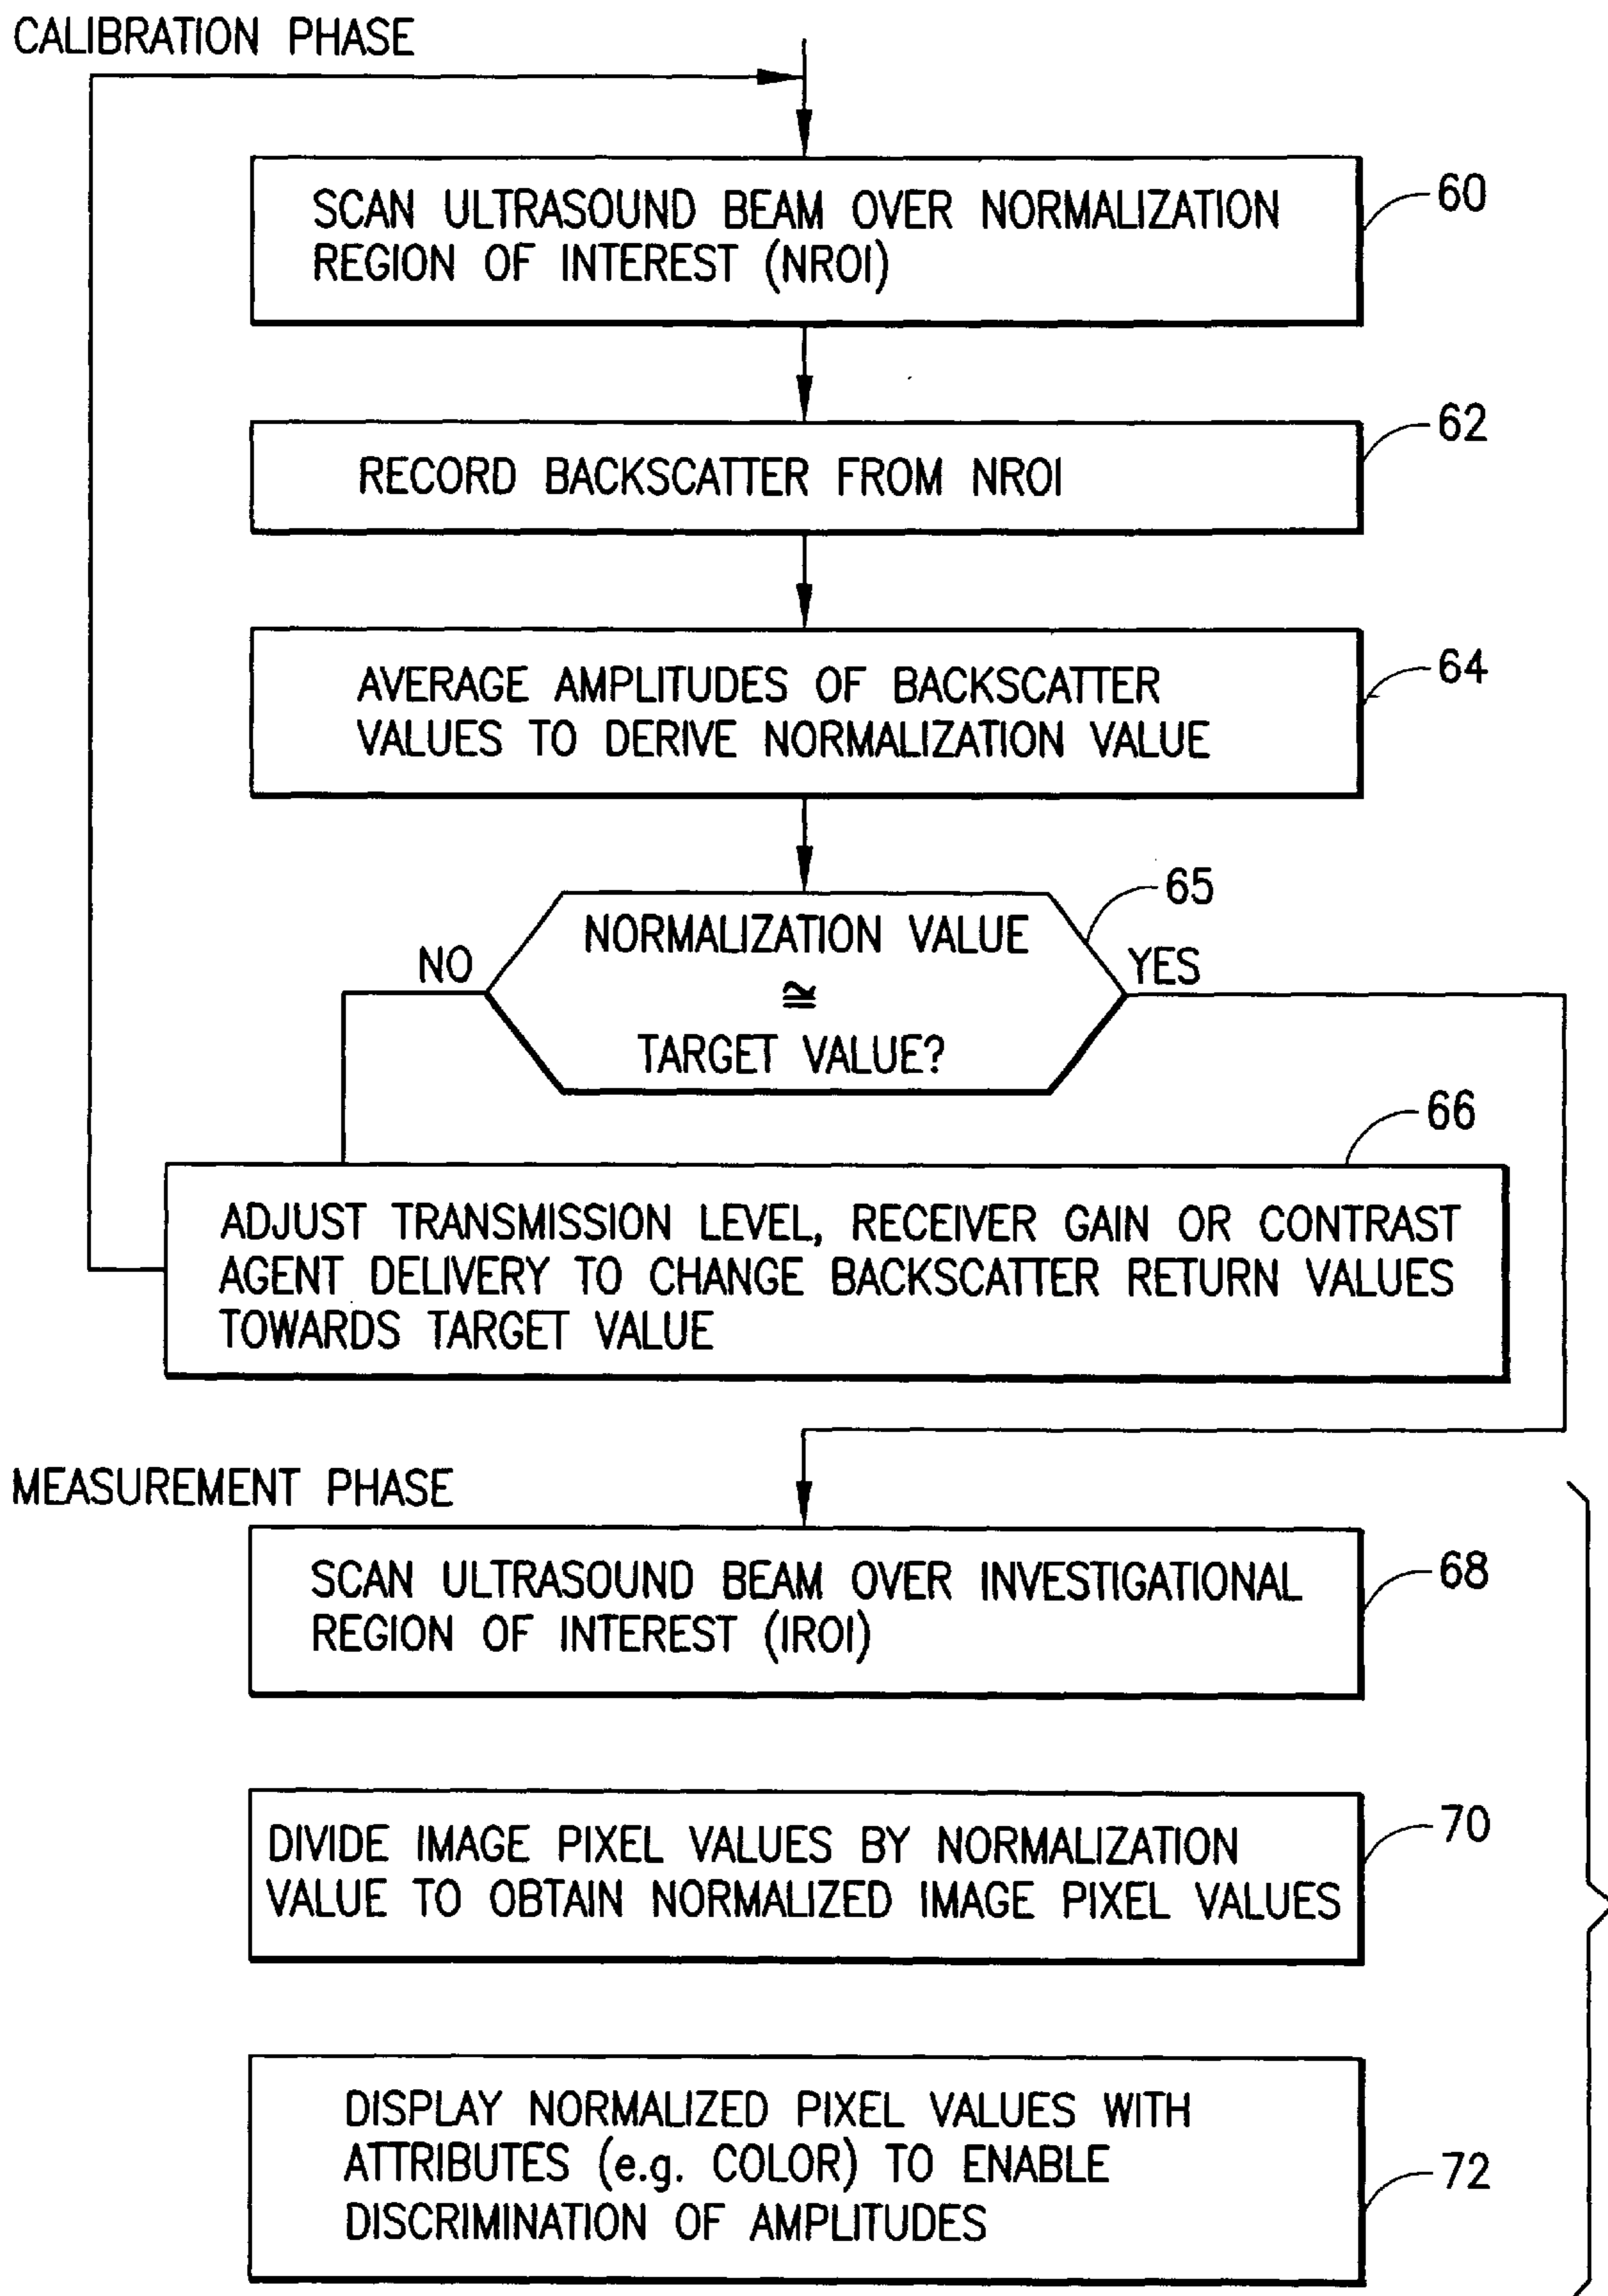 CALIBRATION PHASE
SCAN ULTRASOUND BEAM OVER NORMALIZATION
REGION OF INTEREST (NROI)
60
RECORD BACKSCATTER FROM NROI
62
AVERAGE AMPLITUDES OF BACKSCATTER
VALUES TO DERIVE NORMALIZATION VALUE
64
65
NORMALIZATION VALUE
≅
TARGET VALUE?
NO
YES
66
ADJUST TRANSMISSION LEVEL, RECEIVER GAIN OR CONTRAST
AGENT DELIVERY TO CHANGE BACKSCATTER RETURN VALUES
TOWARDS TARGET VALUE
MEASUREMENT PHASE
SCAN ULTRASOUND BEAM OVER INVESTIGATIONAL
REGION OF INTEREST (IROI)
68
DIVIDE IMAGE PIXEL VALUES BY NORMALIZATION
VALUE TO OBTAIN NORMALIZED IMAGE PIXEL VALUES
70
DISPLAY NORMALIZED PIXEL VALUES WITH
ATTRIBUTES (e.g. COLOR) TO ENABLE
DISCRIMINATION OF AMPLITUDES
72